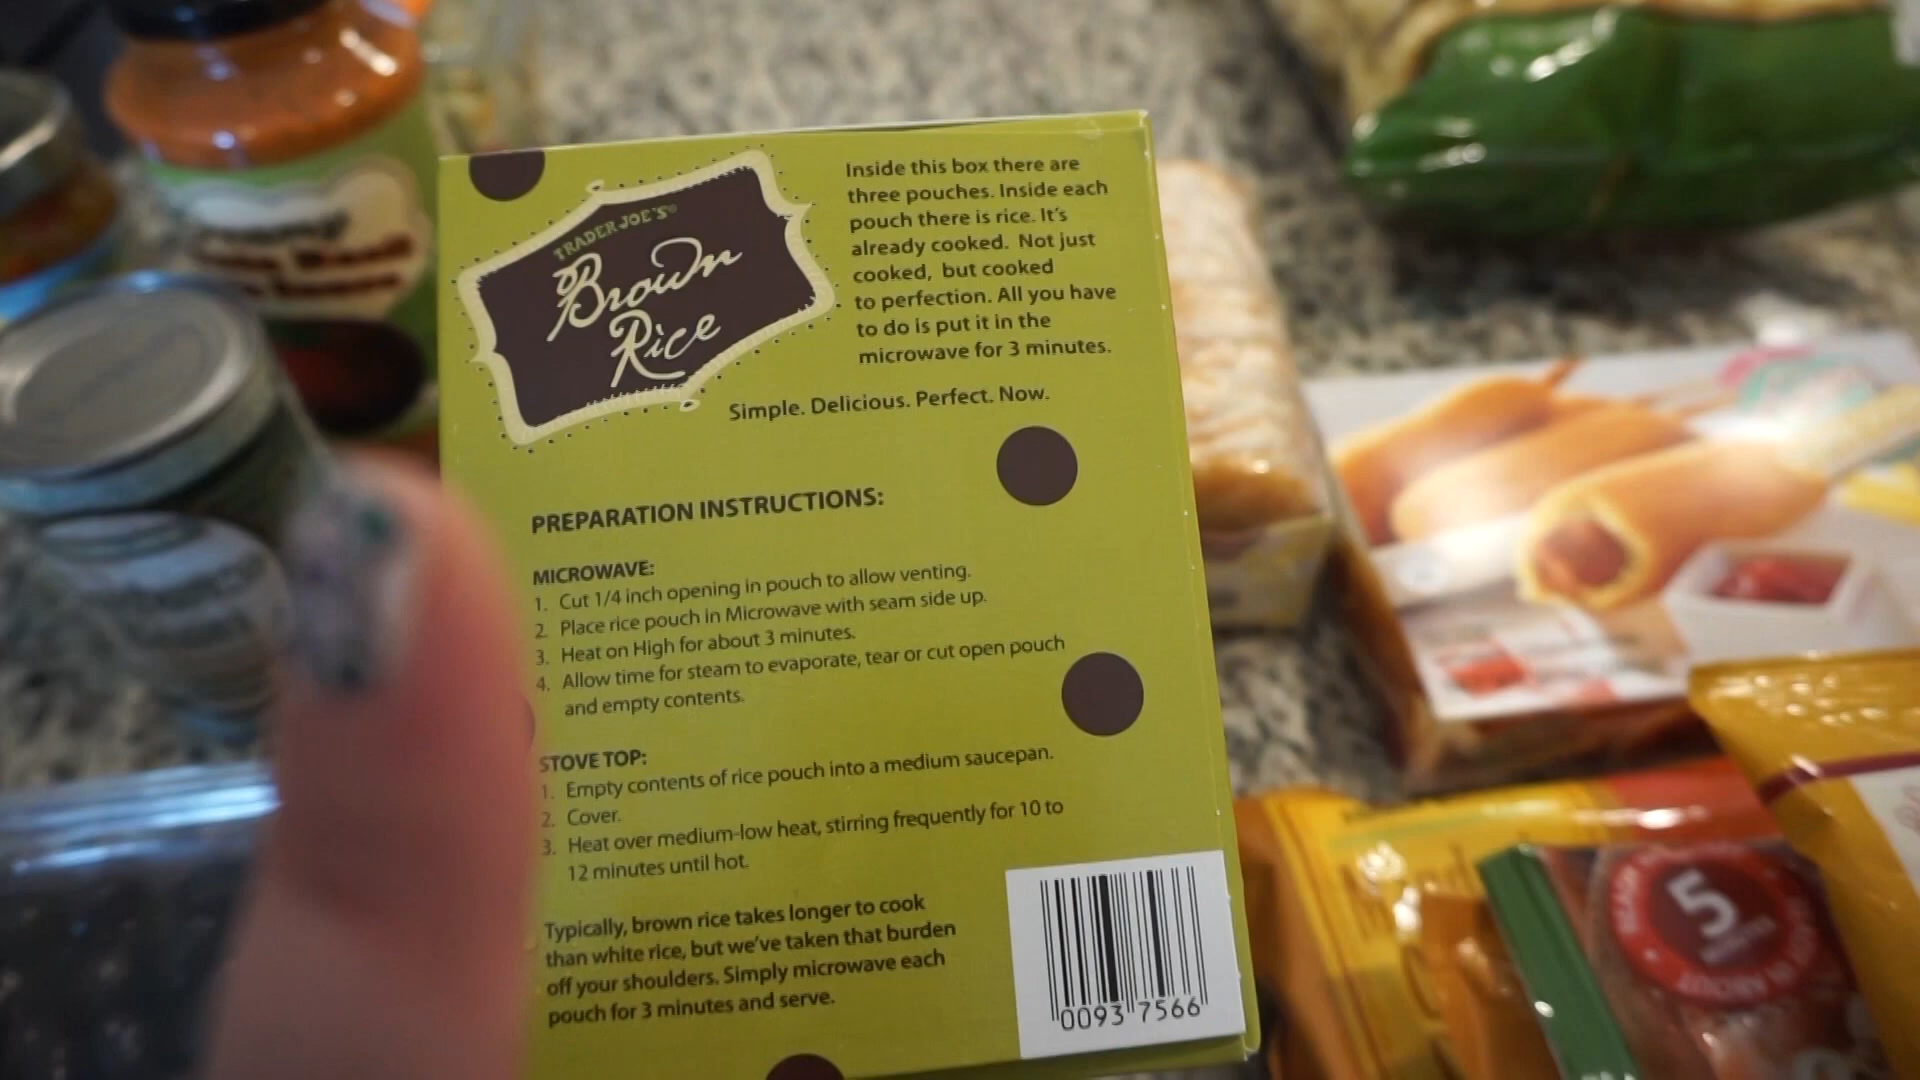 TRADER JOE'S®
Brown
Rice
Inside this box there are
three pouches. Inside each
pouch there is rice. It's
already cooked. Not just
cooked, but cooked
to perfection. All you have
to do is put it in the
microwave for 3 minutes.
Simple. Delicious. Perfect. Now.
PREPARATION INSTRUCTIONS:
MICROWAVE:
1. Cut 1/4 inch opening in pouch to allow venting.
2. Place rice pouch in Microwave with seam side up.
3. Heat on High for about 3 minutes.
4. Allow time for steam to evaporate, tear or cut open pouch
and empty contents.
STOVE TOP:
1. Empty contents of rice pouch into a medium saucepan.
2. Cover.
3. Heat over medium-low heat, stirring frequently for 10 to
12 minutes until hot.
Typically, brown rice takes longer to cook
than white rice, but we've taken that burden
off your shoulders. Simply microwave each
pouch for 3 minutes and serve.
0093 7566
READY IN ABOUT
5
MINUTES